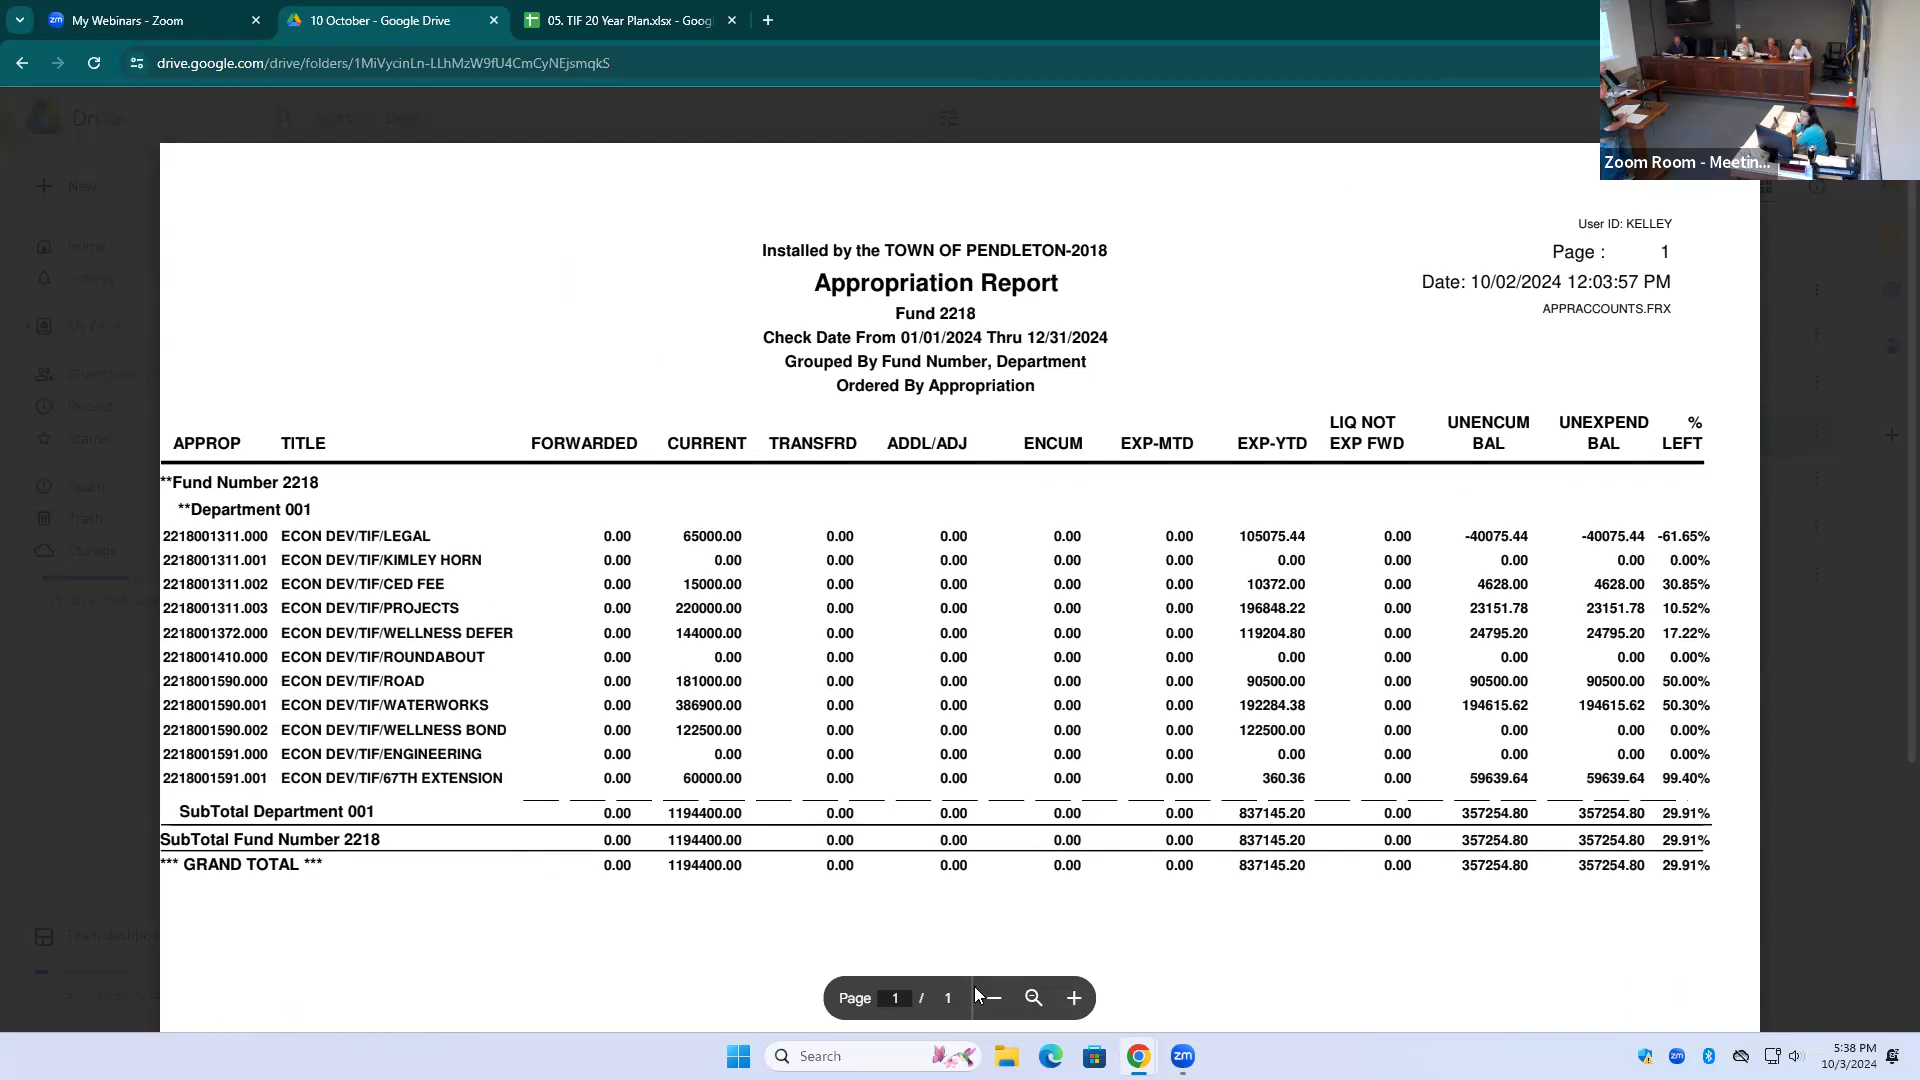 My Webinars - Zoom
10 October - Google Drive
05. TIF 20 Year Plan.xlsx - Goog
drive.google.com/drive/folders/1MiVycinLn-LLhMzW9fU4CmCyNEjsmqkS
Zoom Room - Meetin...
New
Home
Recent
Starred
Spam
Trash
Storage
User ID: KELLEY
Installed by the TOWN OF PENDLETON-2018
Page : 1
Appropriation Report
Date: 10/02/2024 12:03:57 PM
Fund 2218
APPRACCOUNTS.FRX
Check Date From 01/01/2024 Thru 12/31/2024
Grouped By Fund Number, Department
Ordered By Appropriation
LIQ NOT UNENCUM UNEXPEND %
APPROP TITLE FORWARDED CURRENT TRANSFRD ADDL/ADJ ENCUM EXP-MTD EXP-YTD EXP FWD BAL BAL LEFT
**Fund Number 2218
**Department 001
2218001311.000 ECON DEV/TIF/LEGAL 0.00 65000.00 0.00 0.00 0.00 0.00 105075.44 0.00 -40075.44 -40075.44 -61.65%
2218001311.001 ECON DEV/TIF/KIMLEY HORN 0.00 0.00 0.00 0.00 0.00 0.00 0.00 0.00 0.00 0.00 0.00%
2218001311.002 ECON DEV/TIF/CED FEE 0.00 15000.00 0.00 0.00 0.00 0.00 10372.00 0.00 4628.00 4628.00 30.85%
2218001311.003 ECON DEV/TIF/PROJECTS 0.00 220000.00 0.00 0.00 0.00 0.00 196848.22 0.00 23151.78 23151.78 10.52%
2218001372.000 ECON DEV/TIF/WELLNESS DEFER 0.00 144000.00 0.00 0.00 0.00 0.00 119204.80 0.00 24795.20 24795.20 17.22%
2218001410.000 ECON DEV/TIF/ROUNDABOUT 0.00 0.00 0.00 0.00 0.00 0.00 0.00 0.00 0.00 0.00 0.00%
2218001590.000 ECON DEV/TIF/ROAD 0.00 181000.00 0.00 0.00 0.00 0.00 90500.00 0.00 90500.00 90500.00 50.00%
2218001590.001 ECON DEV/TIF/WATERWORKS 0.00 386900.00 0.00 0.00 0.00 0.00 192284.38 0.00 194615.62 194615.62 50.30%
2218001590.002 ECON DEV/TIF/WELLNESS BOND 0.00 122500.00 0.00 0.00 0.00 0.00 122500.00 0.00 0.00 0.00 0.00%
2218001591.000 ECON DEV/TIF/ENGINEERING 0.00 0.00 0.00 0.00 0.00 0.00 0.00 0.00 0.00 0.00 0.00%
2218001591.001 ECON DEV/TIF/67TH EXTENSION 0.00 60000.00 0.00 0.00 0.00 0.00 360.36 0.00 59639.64 59639.64 99.40%
SubTotal Department 001 0.00 1194400.00 0.00 0.00 0.00 0.00 837145.20 0.00 357254.80 357254.80 29.91%
SubTotal Fund Number 2218 0.00 1194400.00 0.00 0.00 0.00 0.00 837145.20 0.00 357254.80 357254.80 29.91%
*** GRAND TOTAL *** 0.00 1194400.00 0.00 0.00 0.00 0.00 837145.20 0.00 357254.80 357254.80 29.91%
Page 1 / 1
Search
5:38 PM
10/3/2024